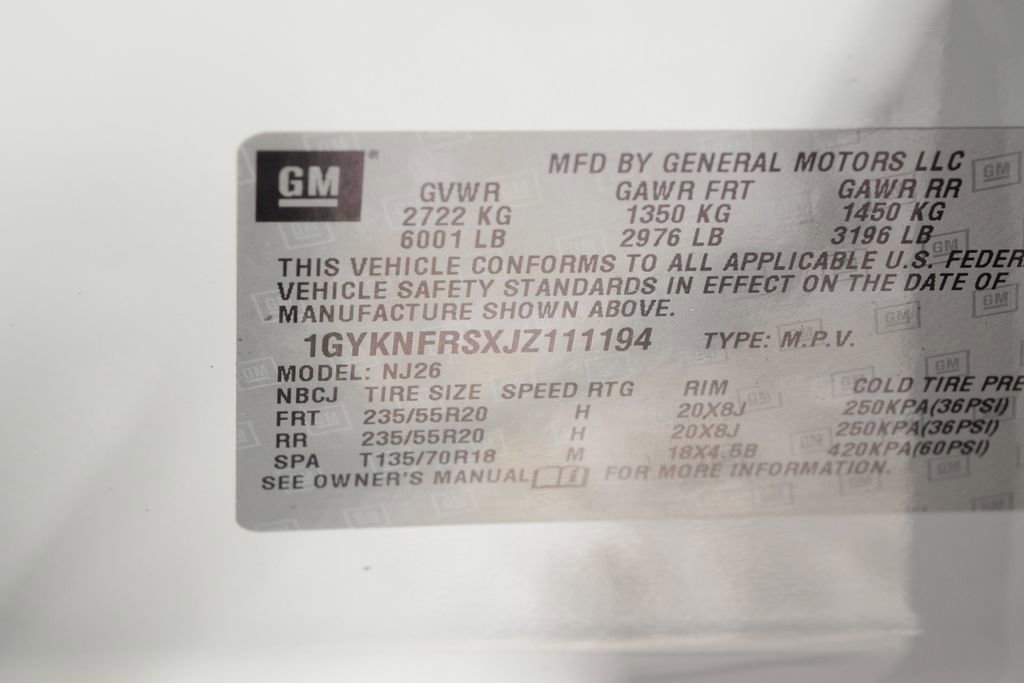 GM
MFD BY GENERAL MOTORS LLC
GVWR GAWR FRT GAWR RR
2722 KG 1350 KG 1450 KG
6001 LB 2976 LB 3196 LB
THIS VEHICLE CONFORMS TO ALL APPLICABLE U.S. FEDER
VEHICLE SAFETY STANDARDS IN EFFECT ON THE DATE OF
MANUFACTURE SHOWN ABOVE.
1GYKNFRSXJZ111194 TYPE: M.P.V.
MODEL: NJ26
NBCJ TIRE SIZE SPEED RTG RIM COLD TIRE PRE
FRT 235/55R20 H 20X8J 250KPA(36PSI)
RR 235/55R20 H 20X8J 250KPA(36PSI)
SPA T135/70R18 M 18X4.5B 420KPA(60PSI)
SEE OWNER'S MANUAL FOR MORE INFORMATION.